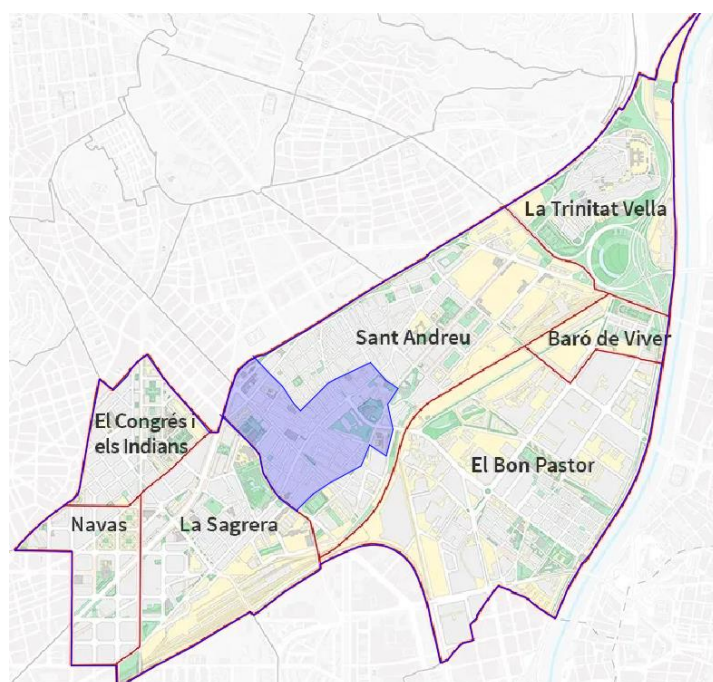 La Trinitat Vella
Sant Andreu
Baró de Viver
El Congrés i
els Indians
El Bon Pastor
Navas
La Sagrera